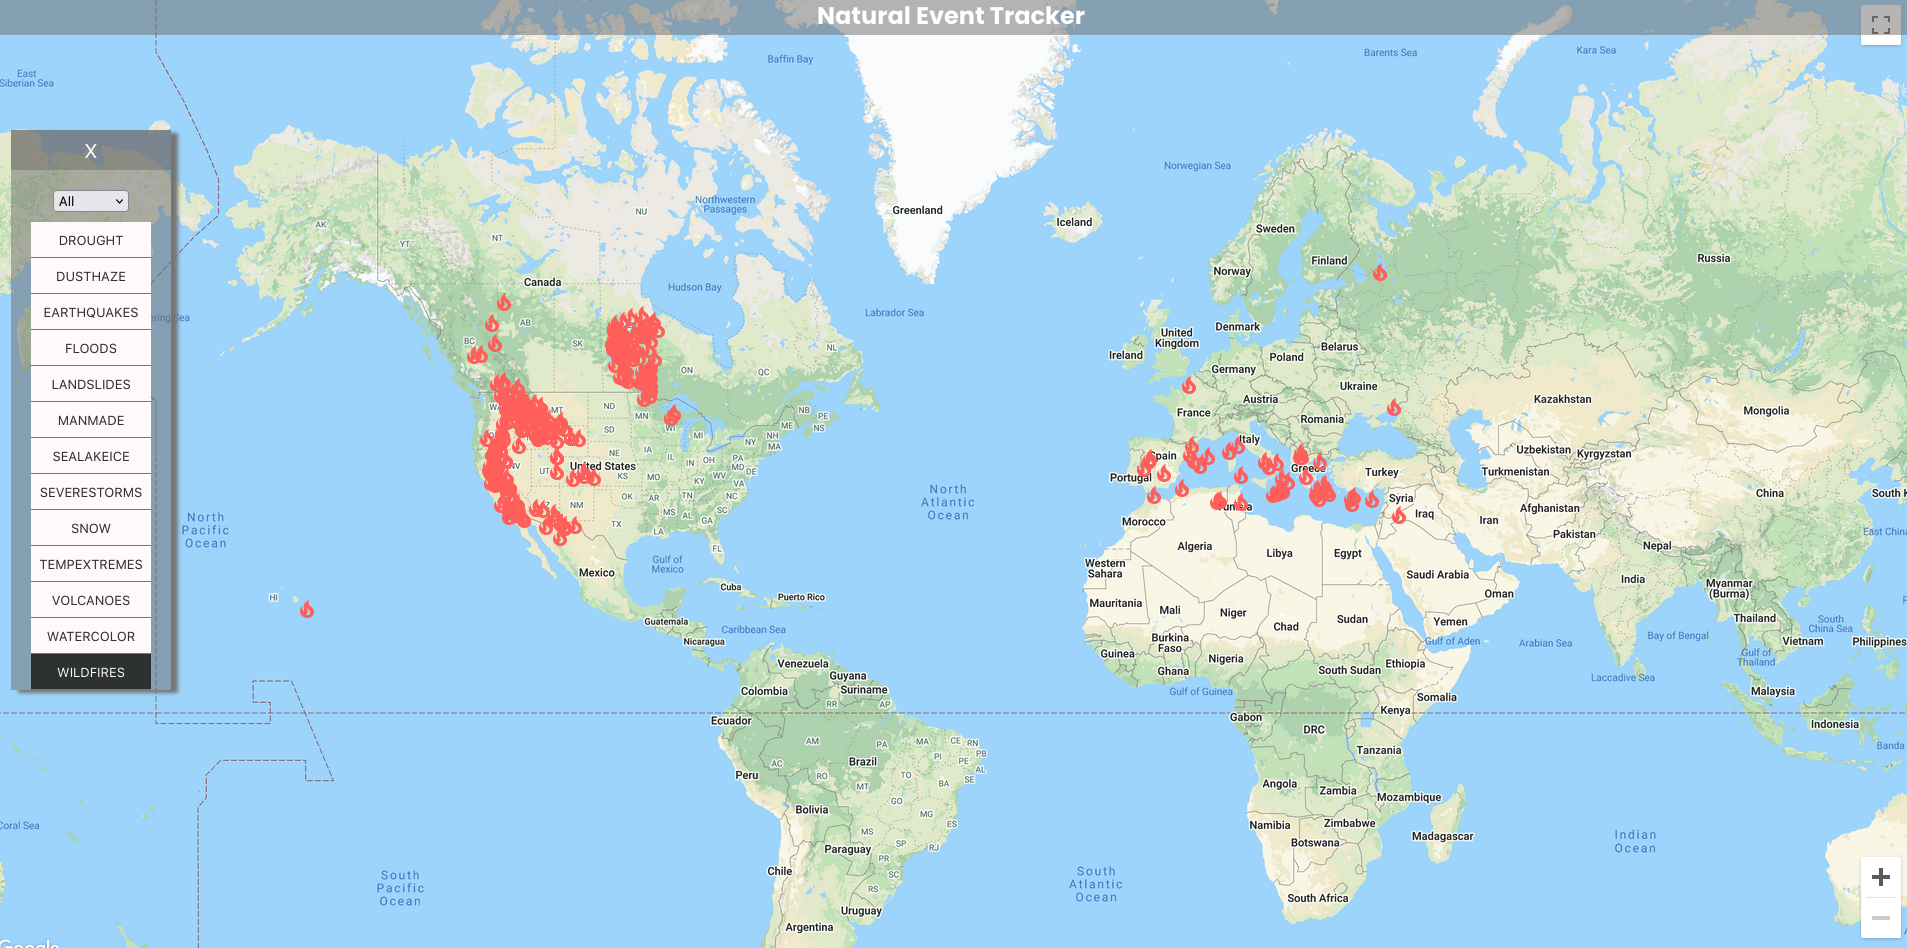 Natural Event Tracker
X
All
DROUGHT
DUSTHAZE
EARTHQUAKES
FLOODS
LANDSLIDES
MANMADE
SEALAKEICE
SEVERESTORMS
SNOW
TEMPEXTREMES
VOLCANOES
WATERCOLOR
WILDFIRES
East
Siberian Sea
Baffin Bay
Barents Sea
Kara Sea
Norwegian Sea
Northwestern
Passages
Greenland
Iceland
NU
AK
YT
NT
Canada
Hudson Bay
Labrador Sea
Sweden
Finland
Norway
Russia
AB
BC
SK
ON
QC
NL
NB
PE
NS
United
Kingdom
Ireland
Denmark
Belarus
Poland
Germany
Ukraine
Austria
France
Romania
Kazakhstan
Mongolia
MT
ND
MN
SD
WI
MI
NY
NH
MA
ME
NE
IA
IL
IN
OH
PA
MD
DE
NV
UT
United States
KS
MO
KY
WV
VA
OK
AR
TN
NC
NM
MS
AL
SC
GA
TX
LA
FL
Italy
Spain
Portugal
Greece
Turkey
Uzbekistan
Kyrgyzstan
Turkmenistan
China
South K
Syria
Iraq
Iran
Afghanistan
Pakistan
Nepal
East China
North
Pacific
Ocean
North
Atlantic
Ocean
Tunisia
Morocco
Algeria
Libya
Egypt
Western
Sahara
Saudi Arabia
Oman
India
Myanmar
(Burma)
Gulf of
Mexico
Mexico
Cuba
Puerto Rico
HI
Guatemala
Caribbean Sea
Nicaragua
Mauritania
Mali
Niger
Chad
Sudan
Yemen
Gulf of Aden
Arabian Sea
Bay of Bengal
Thailand
South
China Sea
Vietnam
Philippines
Gulf of
Thailand
Burkina
Faso
Guinea
Nigeria
Ghana
South Sudan
Ethiopia
Laccadive Sea
Somalia
Malaysia
Gulf of Guinea
Venezuela
Guyana
Suriname
Colombia
RR
AP
Ecuador
Gabon
Kenya
Indonesia
DRC
Tanzania
Banda
AM
PA
MA
CE
RN
PB
PI
AL
SE
Brazil
AC
RO
TO
BA
MT
GO
MG
ES
MS
SP
RJ
PR
SC
RS
Peru
Bolivia
Paraguay
Chile
Uruguay
Argentina
Angola
Zambia
Mozambique
Namibia
Zimbabwe
Botswana
Madagascar
South Africa
Coral Sea
South
Pacific
Ocean
South
Atlantic
Ocean
Indian
Ocean
Google